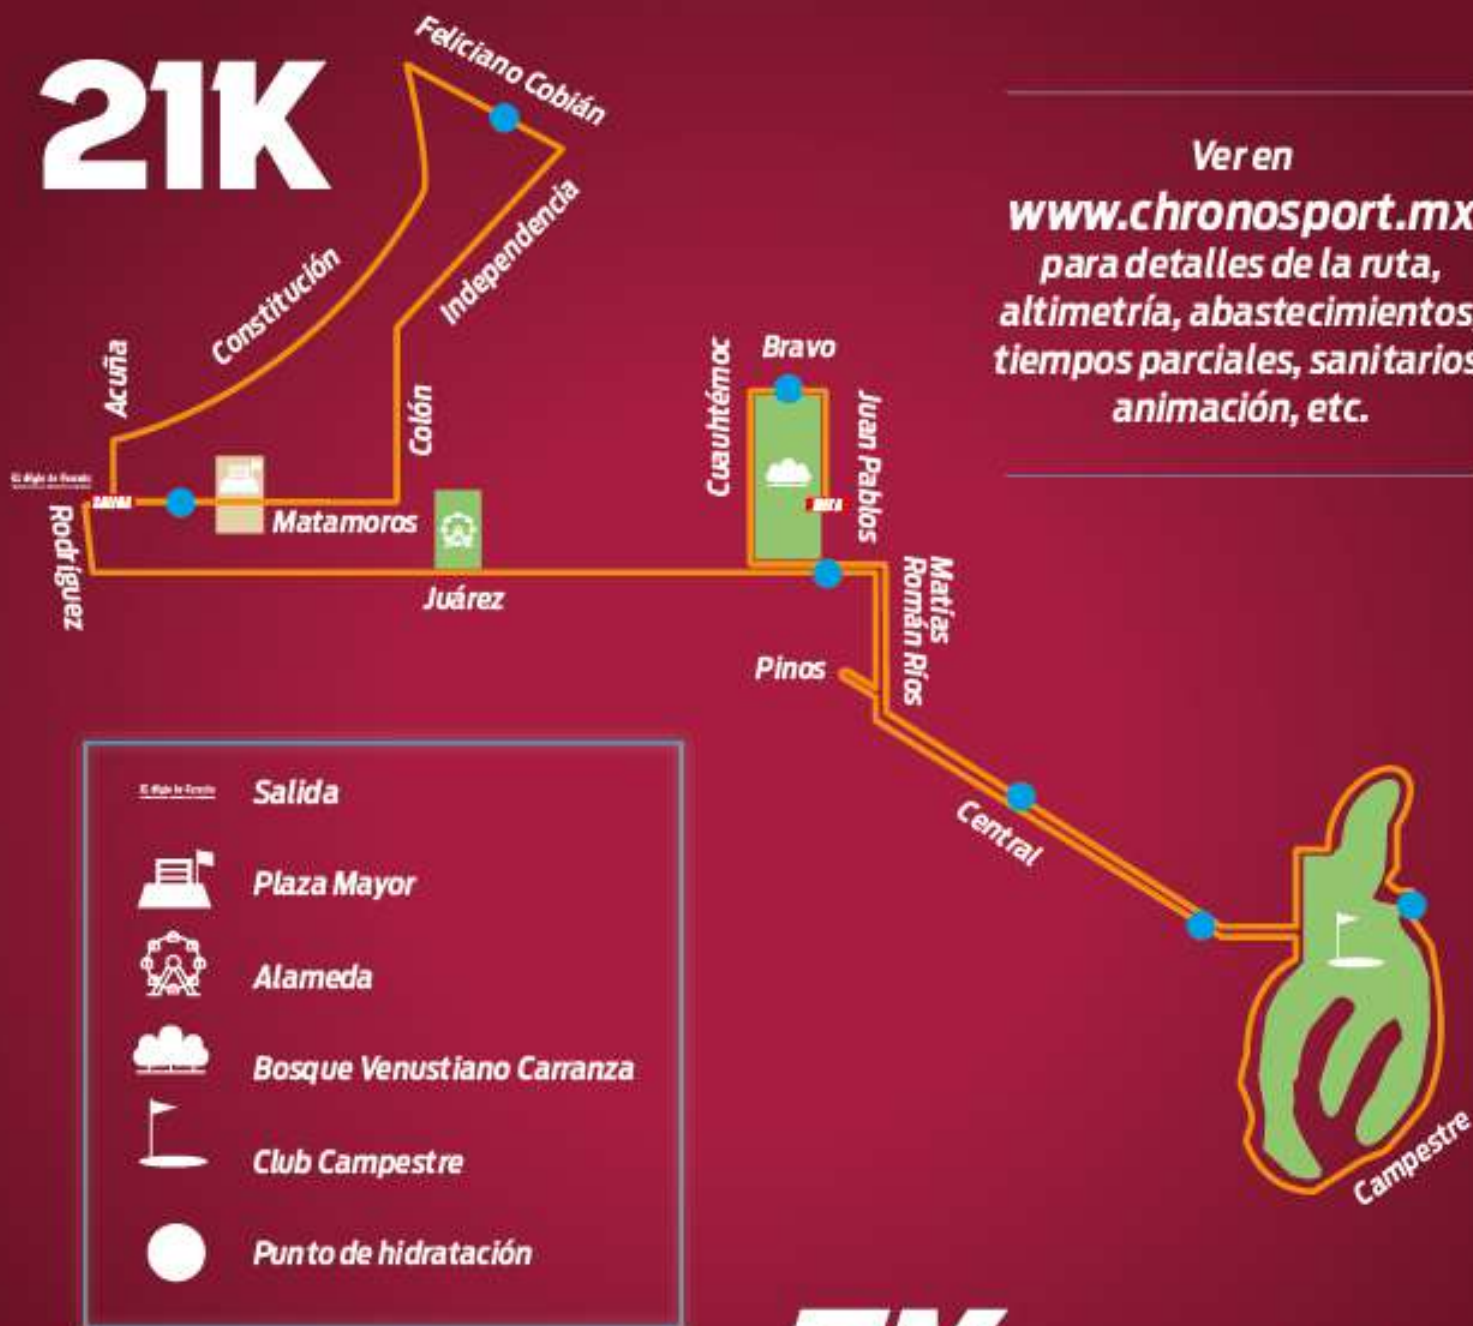 21K
Feliciano Cobián
Ver en
www.chronosport.mx
para detalles de la ruta,
altimetría, abastecimientos
tiempos parciales, sanitarios
animación, etc.
Constitución
Independencia
Acuña
Colón
Cuauhtémoc
Bravo
Juan Pablos
Rodríguez
Matamoros
Juárez
Matías
Román Ríos
Pinos
Central
Campestre
Salida
Plaza Mayor
Alameda
Bosque Venustiano Carranza
Club Campestre
Punto de hidratación